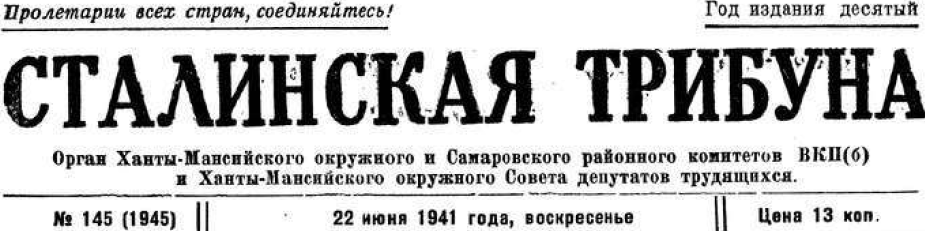 Пролетарии всех стран, соединяйтесь!
Год издания десятый
СТАЛИНСКАЯ ТРИБУНА
Орган Ханты-Мансийского окружного и Самаровского районного комитетов ВКП(б)
и Ханты-Мансийского окружного Совета депутатов трудящихся.
№ 145 (1945) || 22 июня 1941 года, воскресенье || Цена 13 коп.